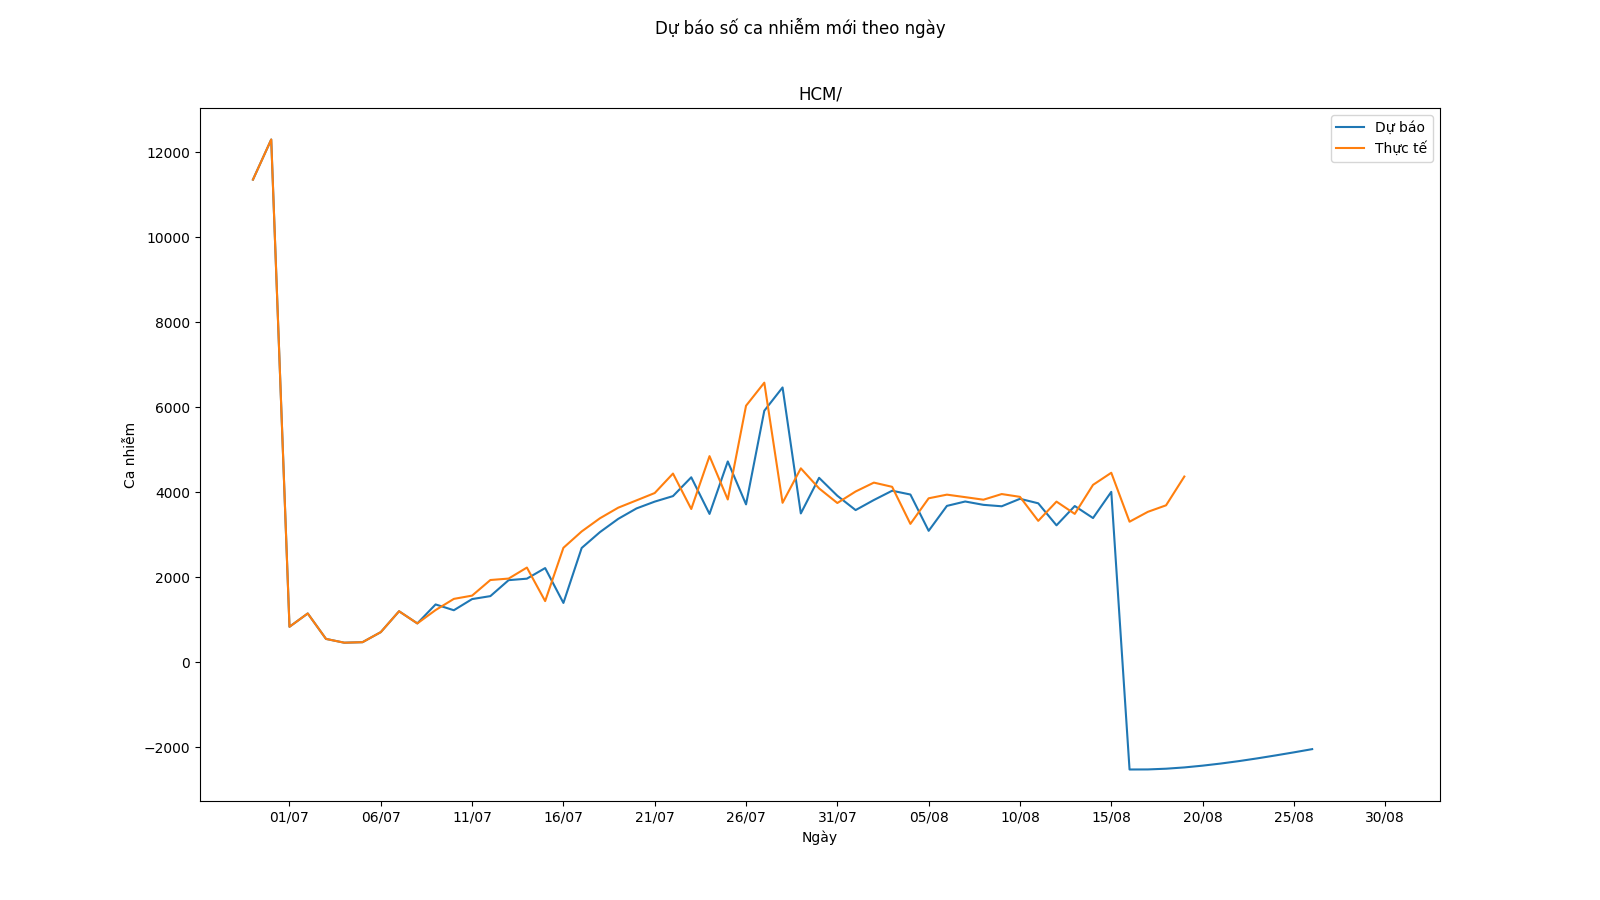 Dự báo số ca nhiễm mới theo ngày
HCM/
Dự báo
Thực tế
12000
10000
8000
6000
4000
2000
0
−2000
Ca nhiễm
01/07 06/07 11/07 16/07 21/07 26/07 31/07 05/08 10/08 15/08 20/08 25/08 30/08
Ngày